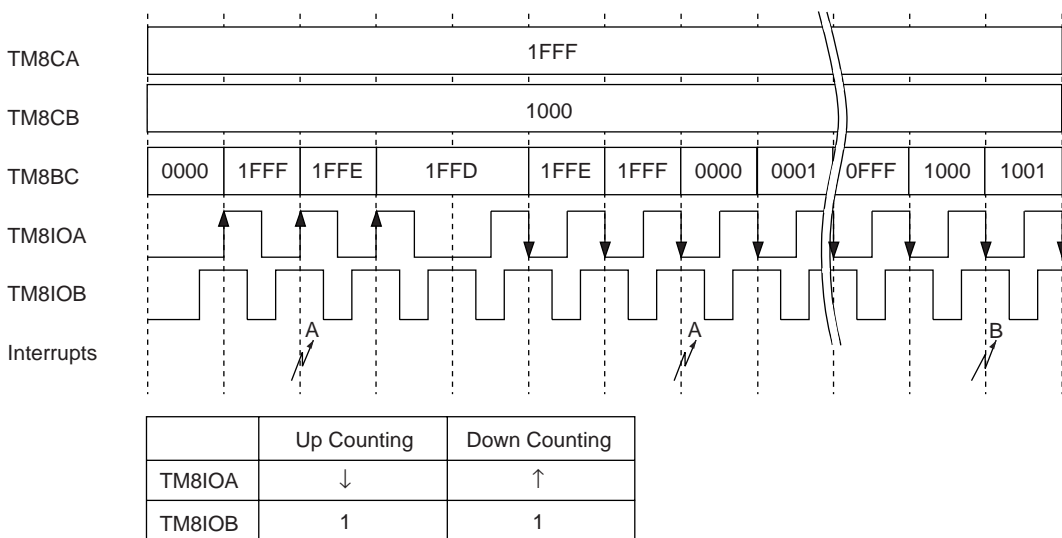 TM8CA 1FFF
TM8CB 1000
TM8BC 0000 1FFF 1FFE 1FFD 1FFE 1FFF 0000 0001 0FFF 1000 1001
TM8IOA
TM8IOB
A A B
Interrupts
Up Counting Down Counting
TM8IOA ↓ ↑
TM8IOB 1 1